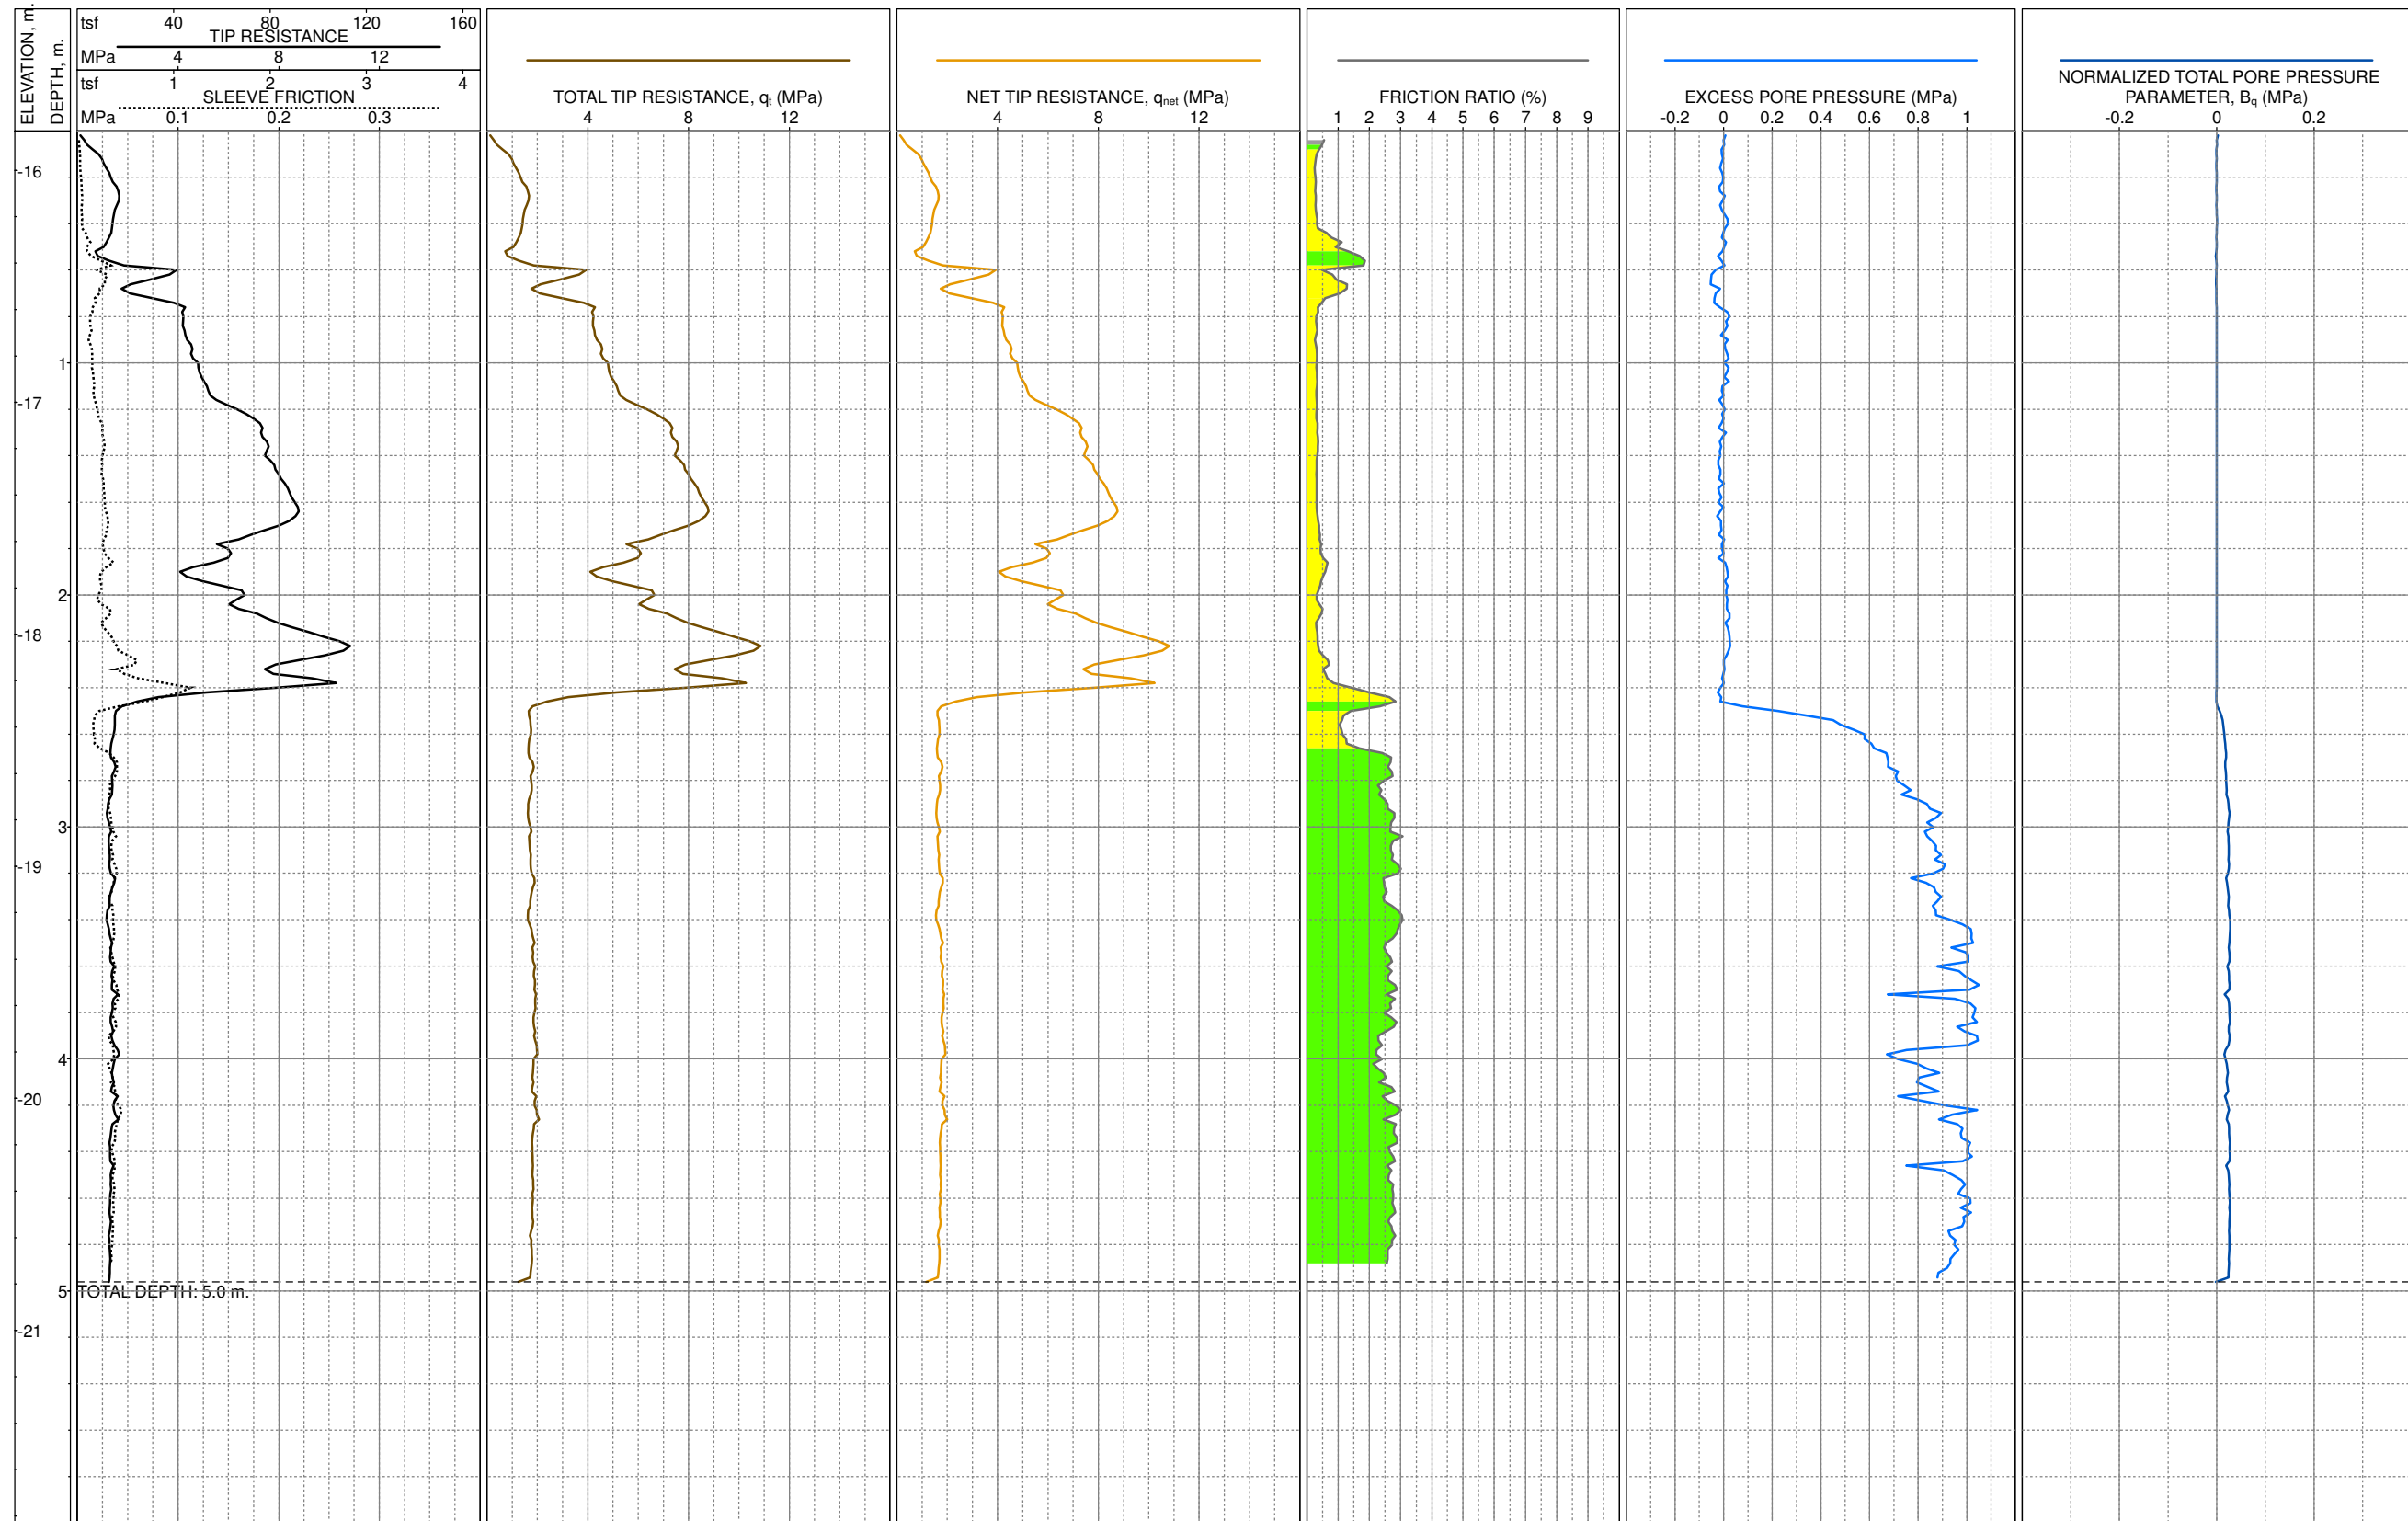 ELEVATION, m.
DEPTH, m.
tsf 40 80 120 160
TIP RESISTANCE
MPa 4 8 12
tsf 1 2 3 4
SLEEVE FRICTION
MPa 0.1 0.2 0.3
TOTAL TIP RESISTANCE, qt (MPa)
4 8 12
NET TIP RESISTANCE, qnet (MPa)
4 8 12
FRICTION RATIO (%)
1 2 3 4 5 6 7 8 9
EXCESS PORE PRESSURE (MPa)
-0.2 0 0.2 0.4 0.6 0.8 1
NORMALIZED TOTAL PORE PRESSURE
PARAMETER, Bq (MPa)
-0.2 0 0.2
-16
1
-17
2
-18
3
-19
4
-20
5
TOTAL DEPTH: 5.0 m.
-21